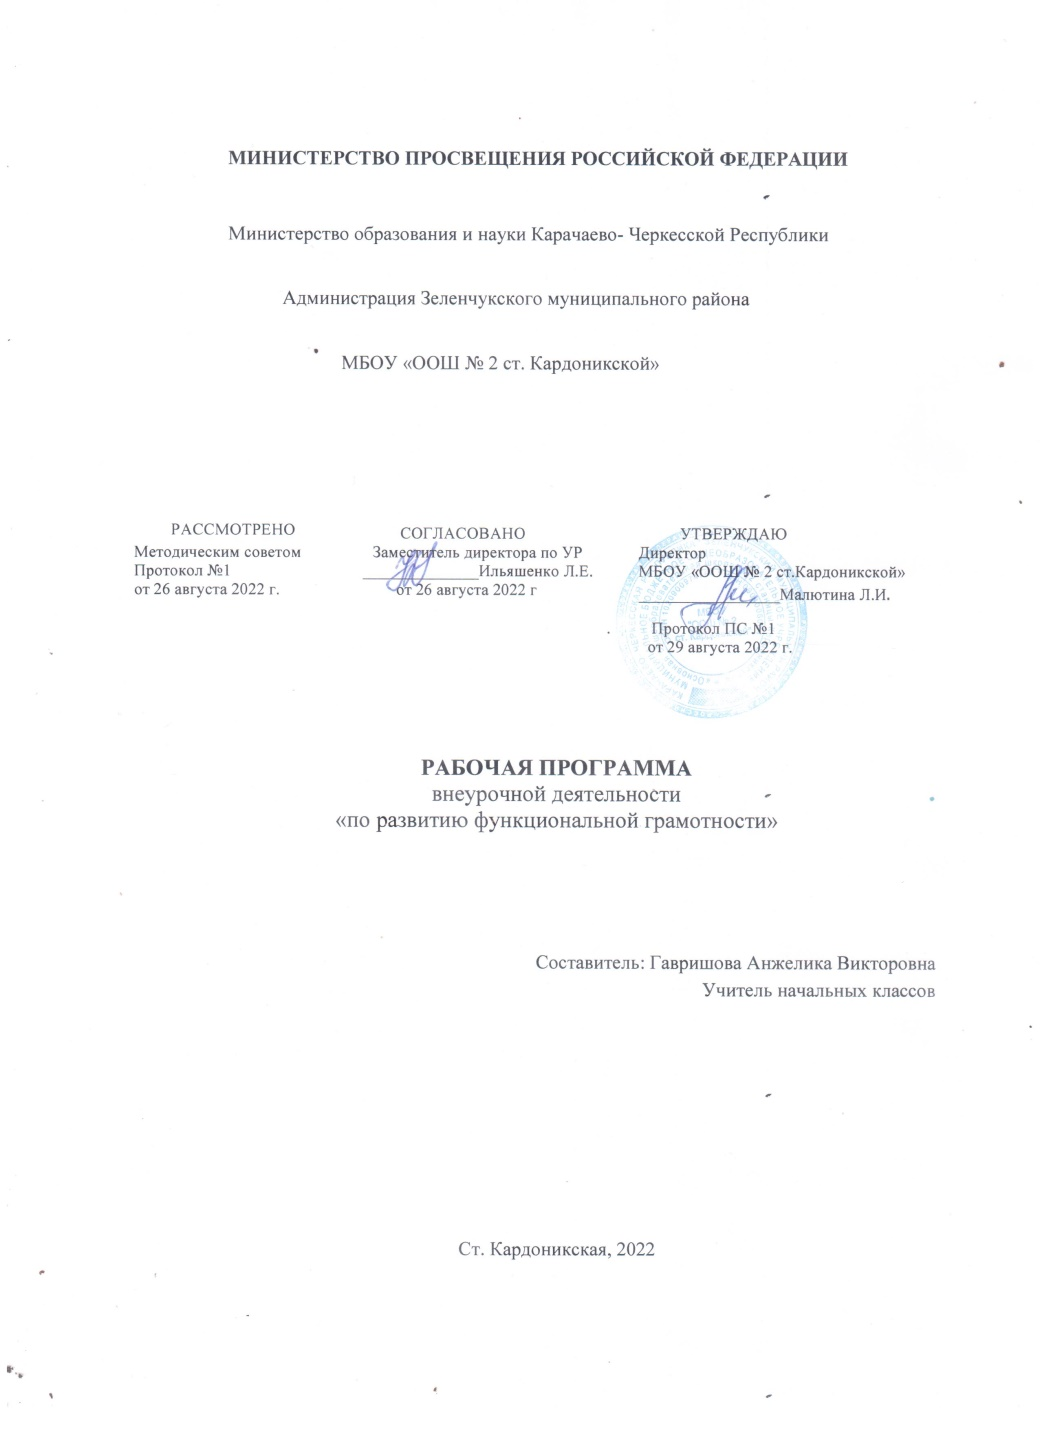 МИНИСТЕРСТВО ПРОСВЕЩЕНИЯ РОССИЙСКОЙ ФЕДЕРАЦИИ
Министерство образования и науки Карачаево- Черкесской Республики
Администрация Зеленчукского муниципального района
МБОУ «ООШ № 2 ст. Кардоникской»
РАССМОТРЕНО
Методическим советом
Протокол №1
от 26 августа 2022 г.
СОГЛАСОВАНО
Заместитель директора по УР
______________Ильяшенко Л.Е.
от 26 августа 2022 г
УТВЕРЖДАЮ
Директор
МБОУ «ООШ № 2 ст.Кардоникской»
_________________Малютина Л.И.
Протокол ПС №1
от 29 августа 2022 г.
РАБОЧАЯ ПРОГРАММА
внеурочной деятельности
«по развитию функциональной грамотности»
Составитель: Гавришова Анжелика Викторовна
Учитель начальных классов
Ст. Кардоникская, 2022